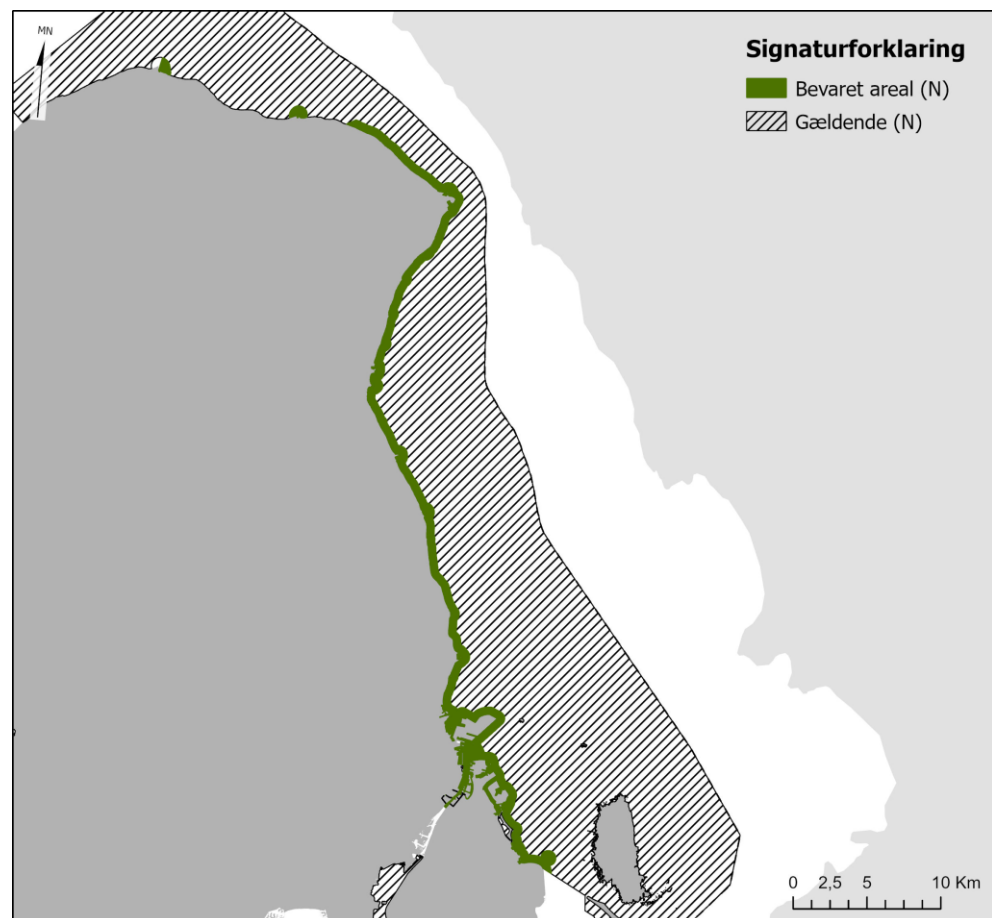 MN
Signaturforklaring
Bevaret areal (N)
Gældende (N)
0 2,5 5 10 Km